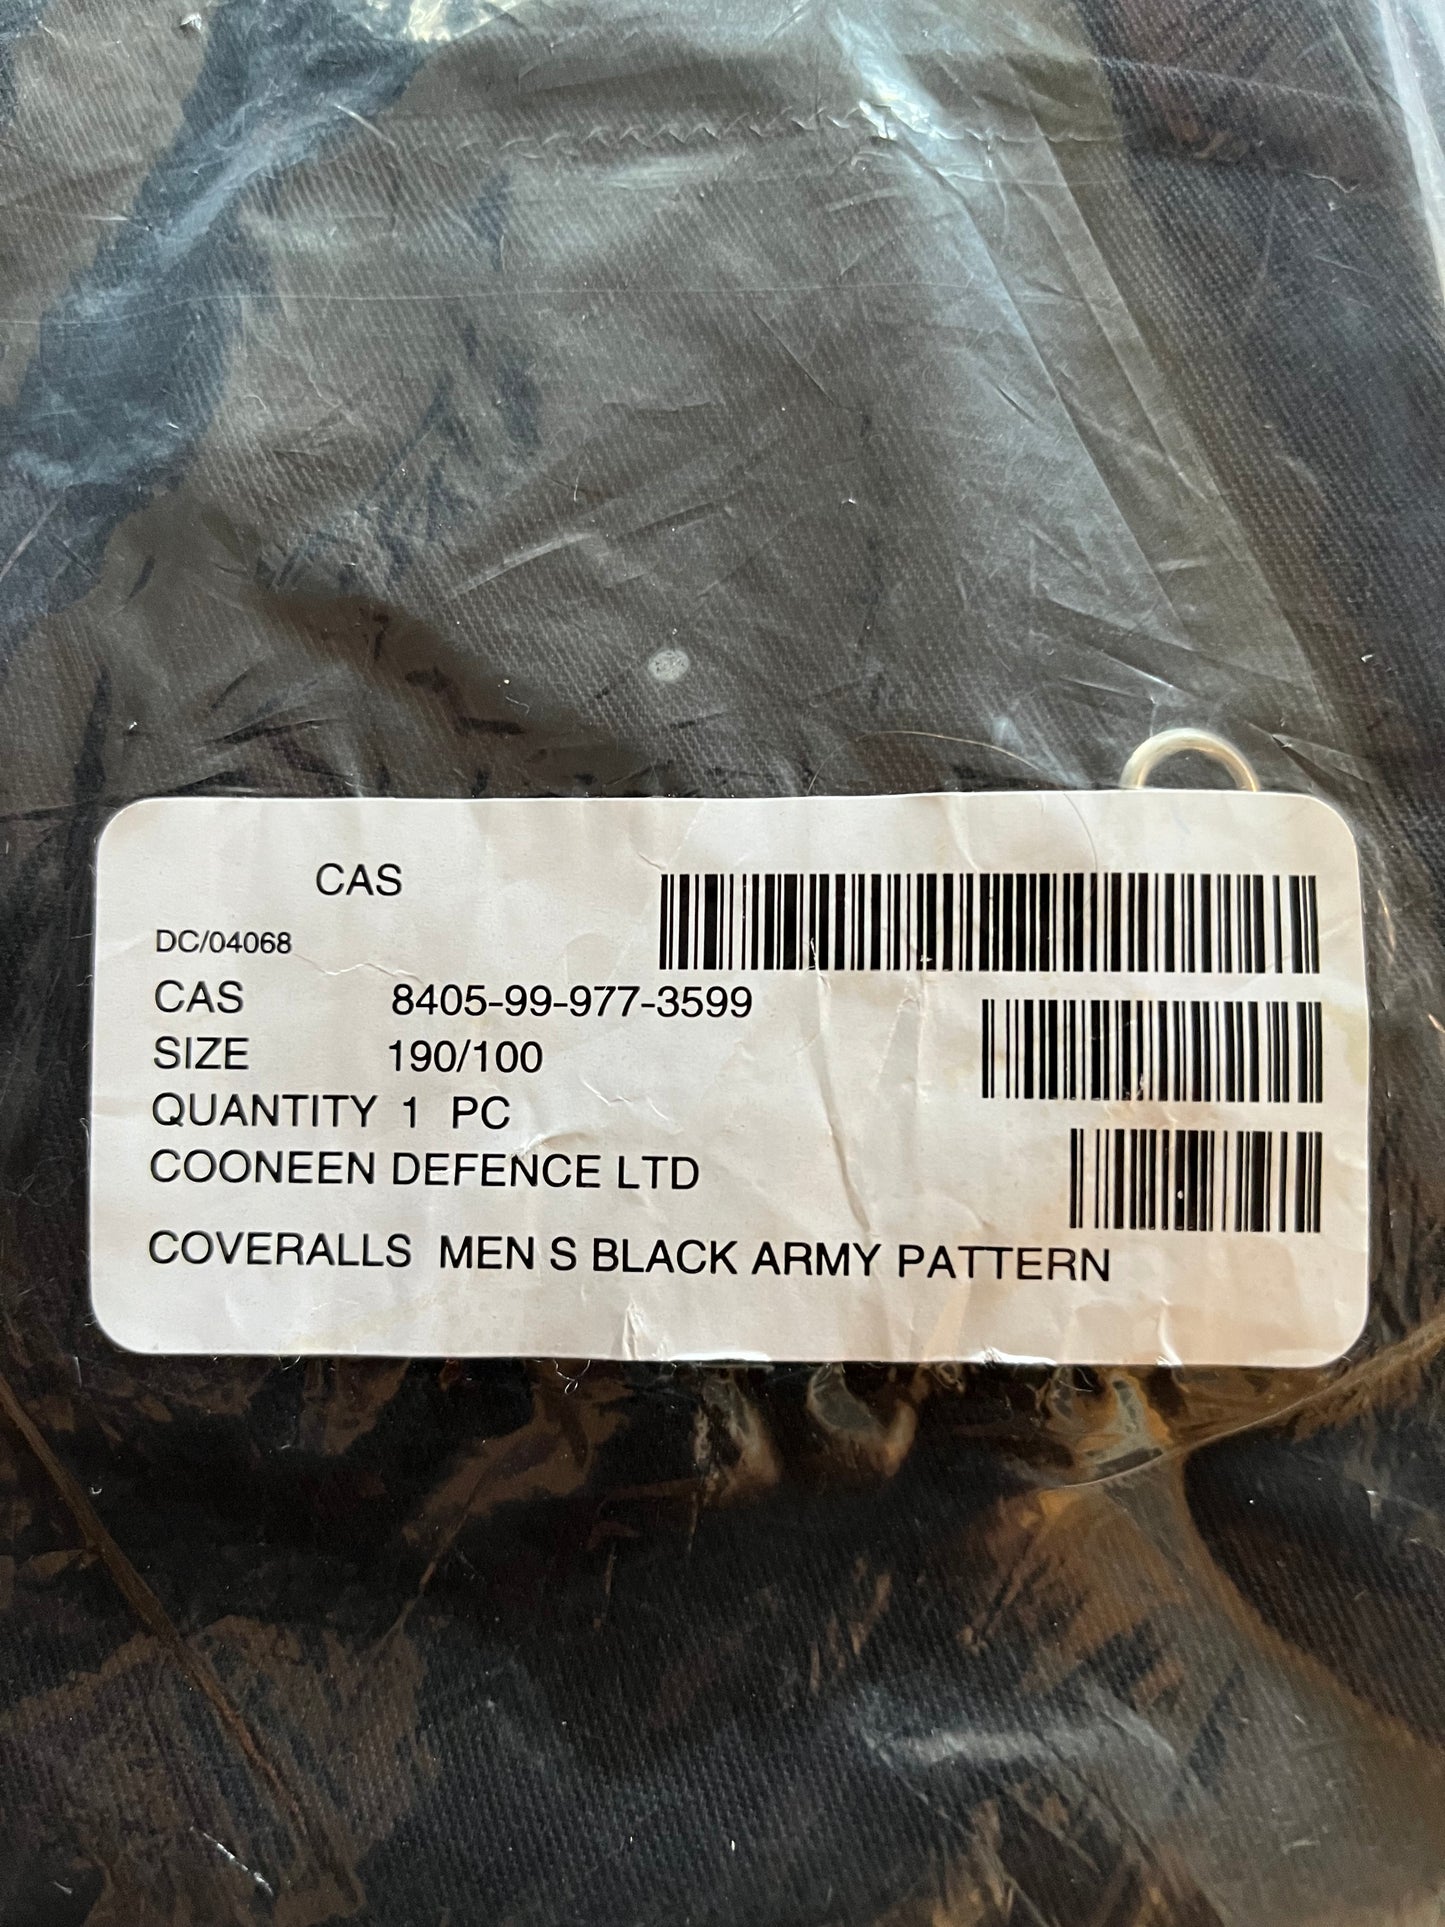 CAS
DC/04068
CAS 8405-99-977-3599
SIZE 190/100
QUANTITY 1 PC
COONEEN DEFENCE LTD
COVERALLS MEN S BLACK ARMY PATTERN